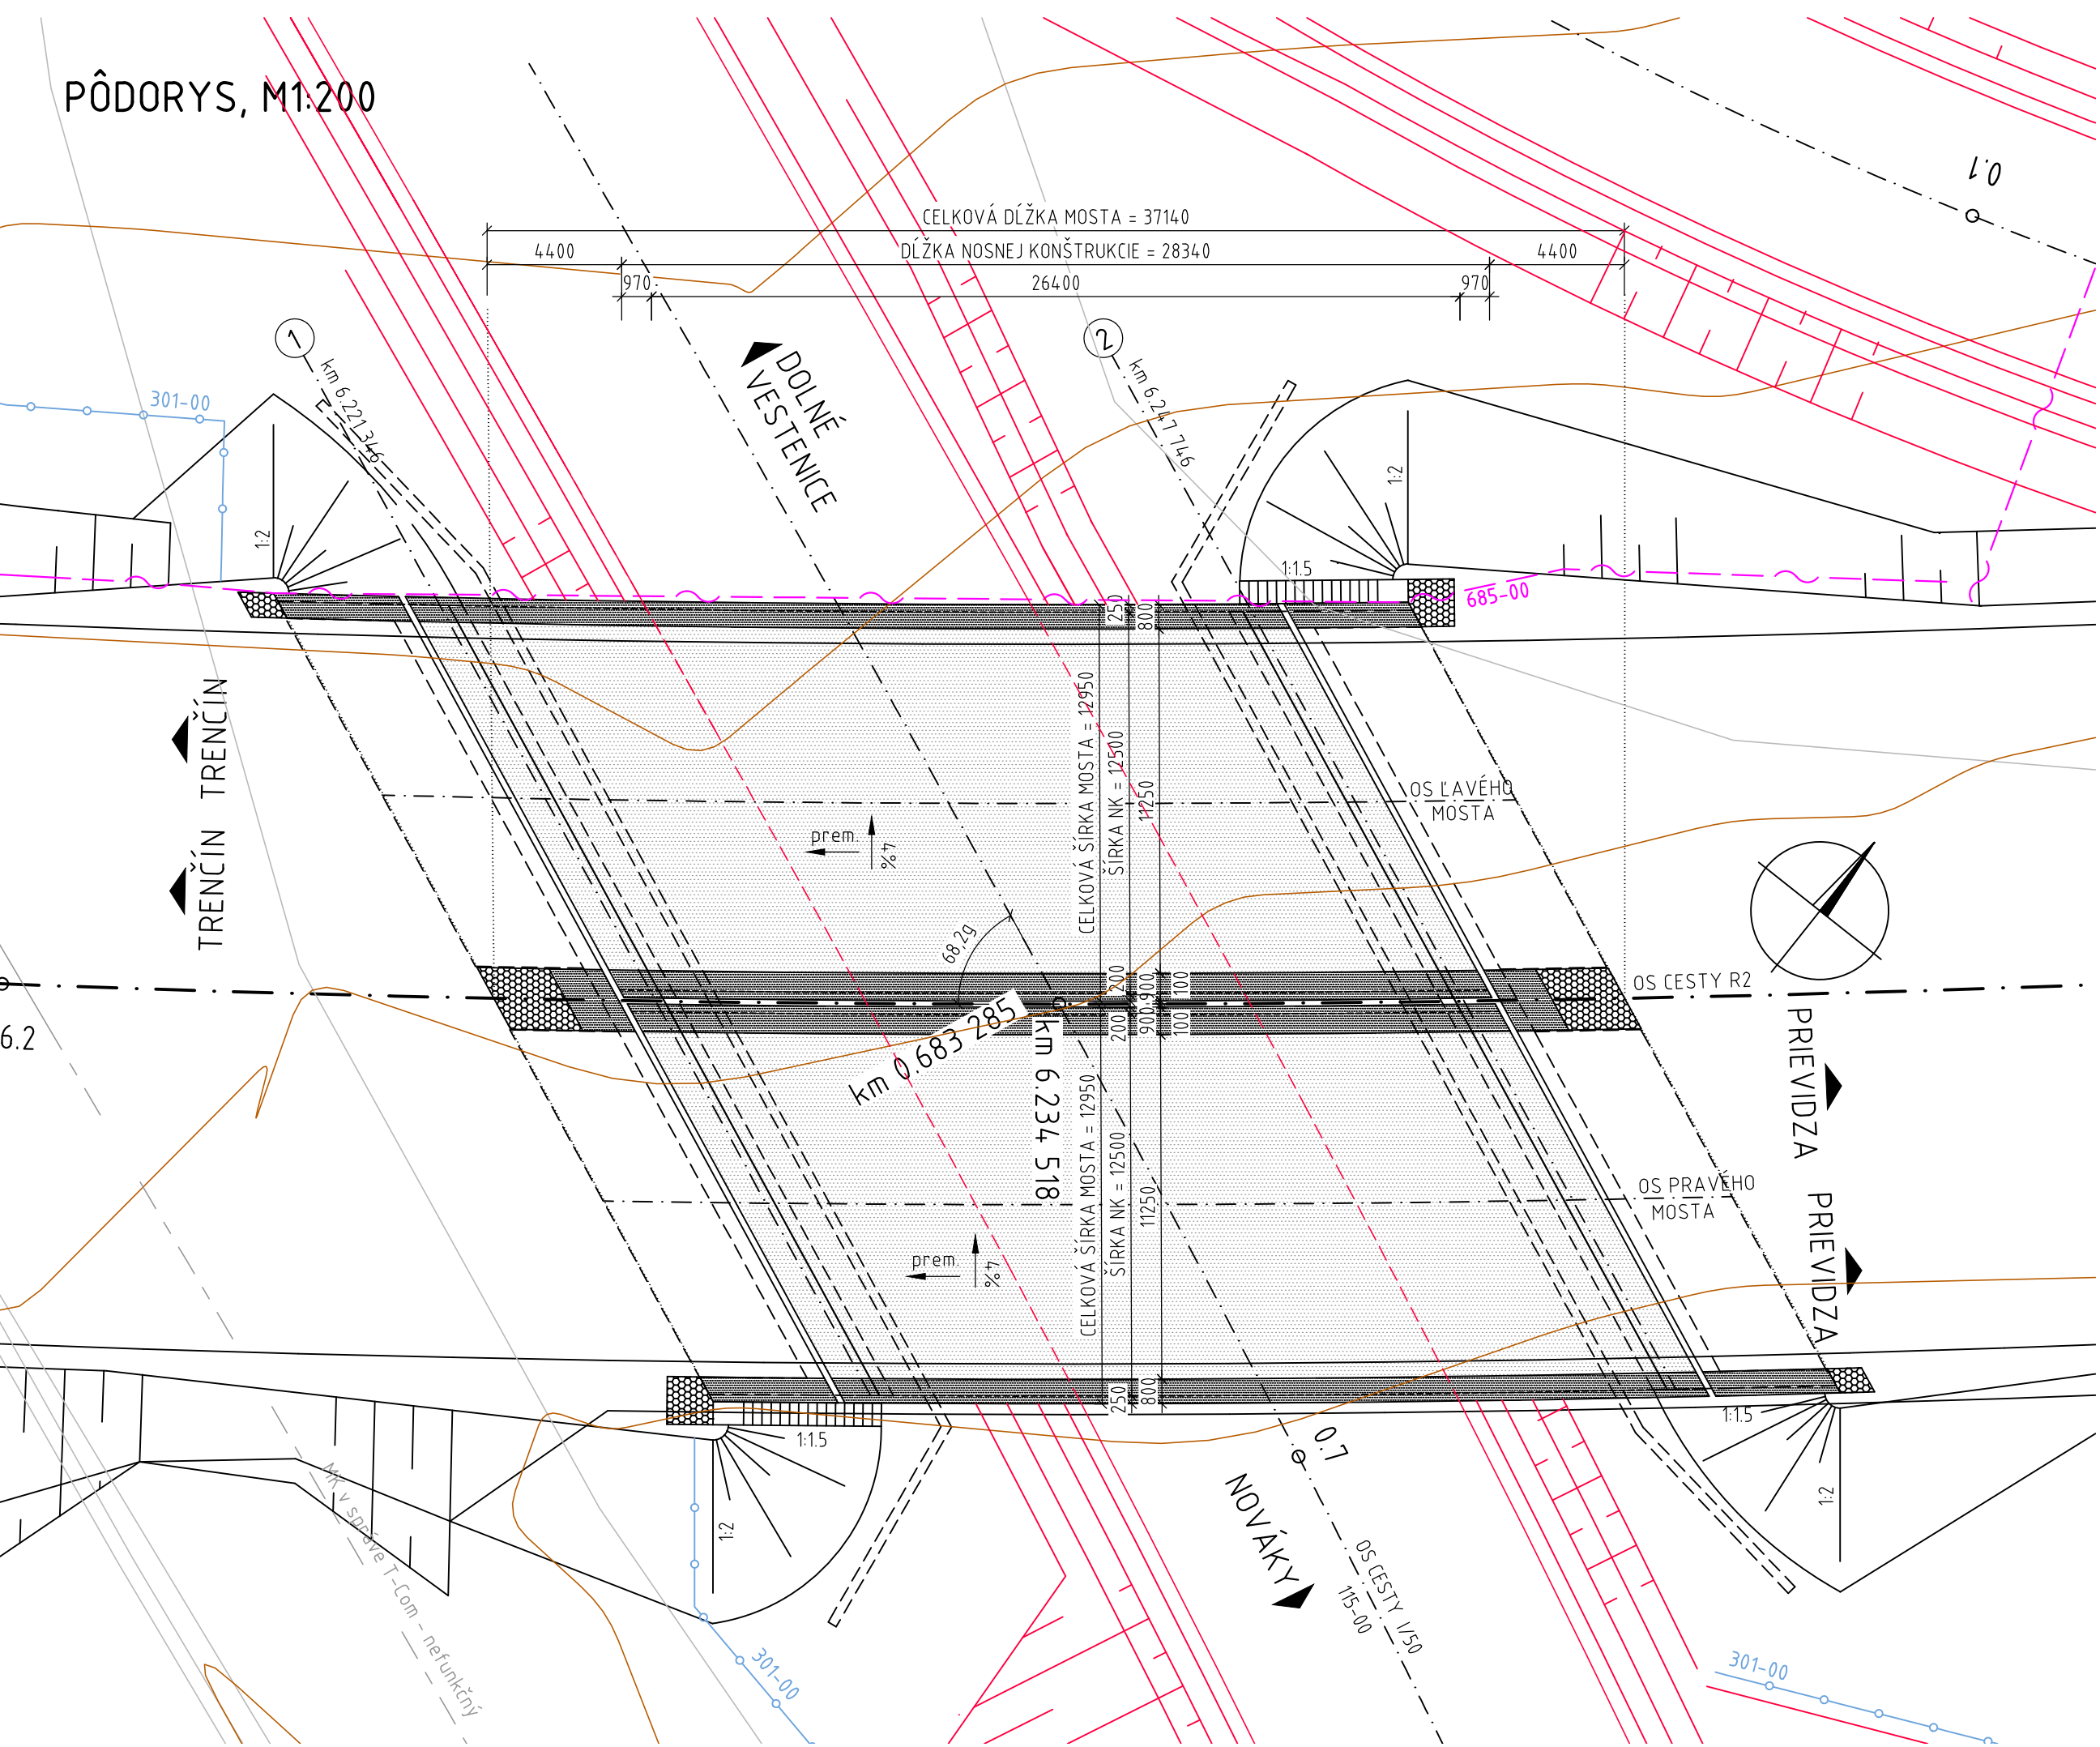 PÔDORYS, M1:200
0.1
CELKOVÁ DĹŽKA MOSTA = 37140
4400
DĹŽKA NOSNEJ KONŠTRUKCIE = 28340
4400
970
26400
970
1
km 6.221 346
2
km 6.247 746
DOLNÉ
VESTENICE
301-00
1:2
1:2
1:1.5
685-00
250
800
TRENČÍN
TRENČÍN
CELKOVÁ ŠÍRKA MOSTA = 12950
ŠÍRKA NK = 12500
11250
OS ĽAVÉHO
MOSTA
prem.
4%
68,2g
200
900
100
OS CESTY R2
6.2
km 0.683 285
km 6.234 518
200
900
100
PRIEVIDZA
PRIEVIDZA
CELKOVÁ ŠÍRKA MOSTA = 12950
ŠÍRKA NK = 12500
11250
OS PRAVÉHO
MOSTA
prem.
4%
250
800
1:1.5
1:2
1:1.5
1:2
0.7
NOVÁKY
OS CESTY I/50
115-00
MK v správe T-Com - nefunkčný
301-00
301-00